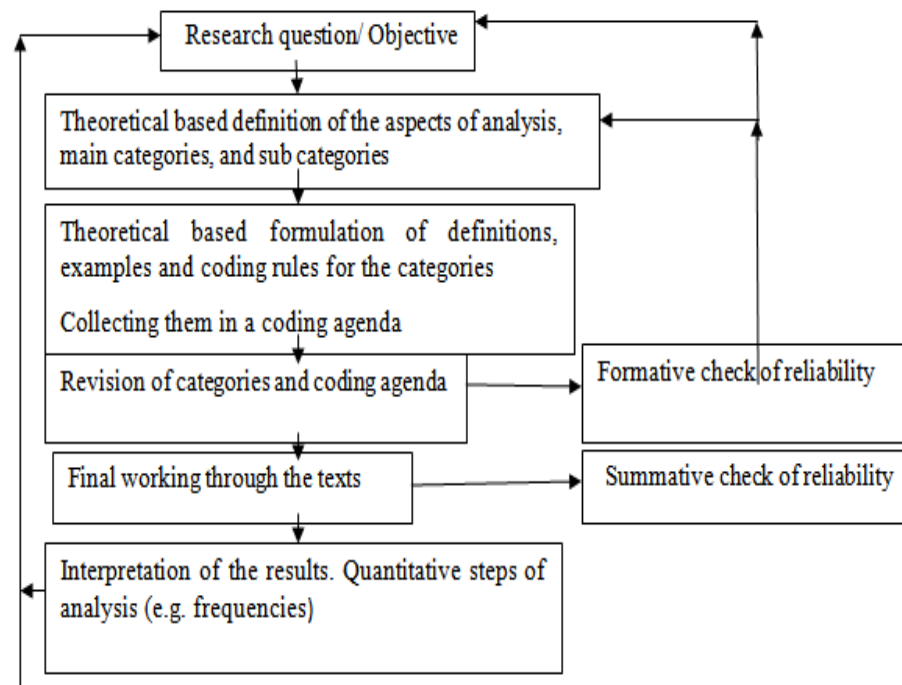 Research question/ Objective
Theoretical based definition of the aspects of analysis,
main categories, and sub categories
Theoretical based formulation of definitions,
examples and coding rules for the categories
Collecting them in a coding agenda
Revision of categories and coding agenda
Formative check of reliability
Final working through the texts
Summative check of reliability
Interpretation of the results. Quantitative steps of
analysis (e.g. frequencies)